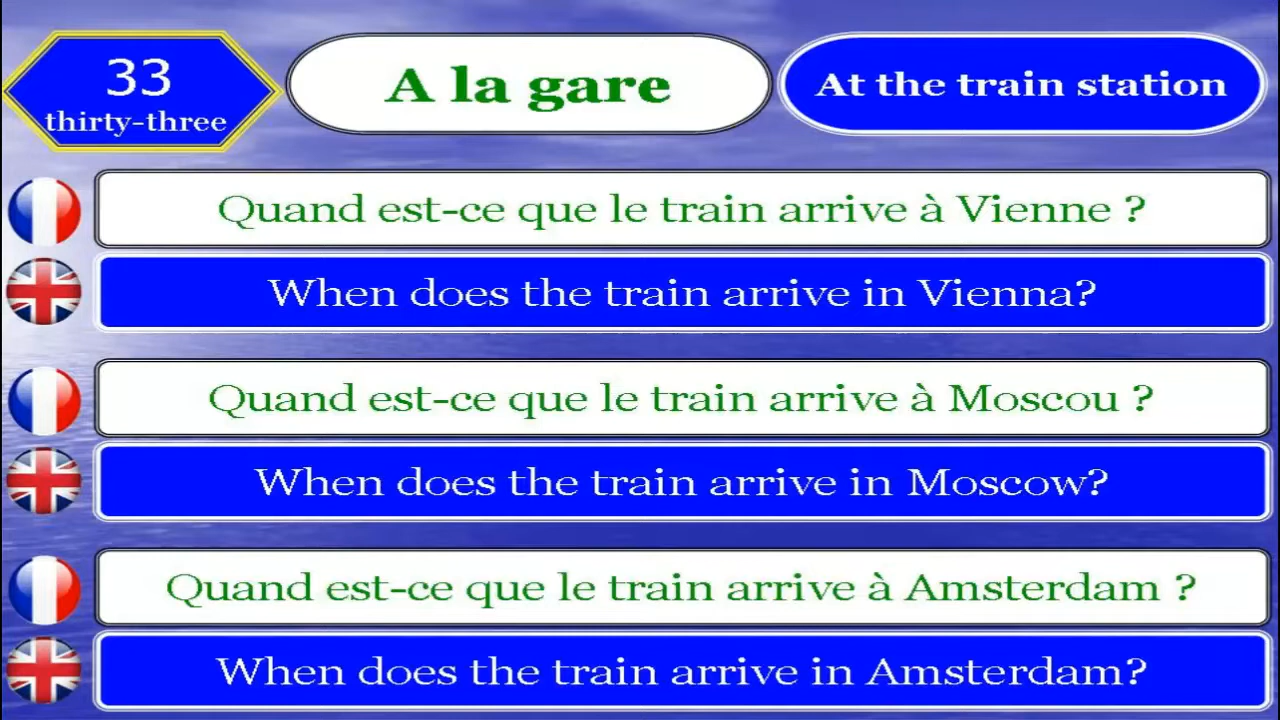 33
thirty-three
A la gare
At the train station
Quand est-ce que le train arrive à Vienne ?
When does the train arrive in Vienna?
Quand est-ce que le train arrive à Moscou ?
When does the train arrive in Moscow?
Quand est-ce que le train arrive à Amsterdam ?
When does the train arrive in Amsterdam?